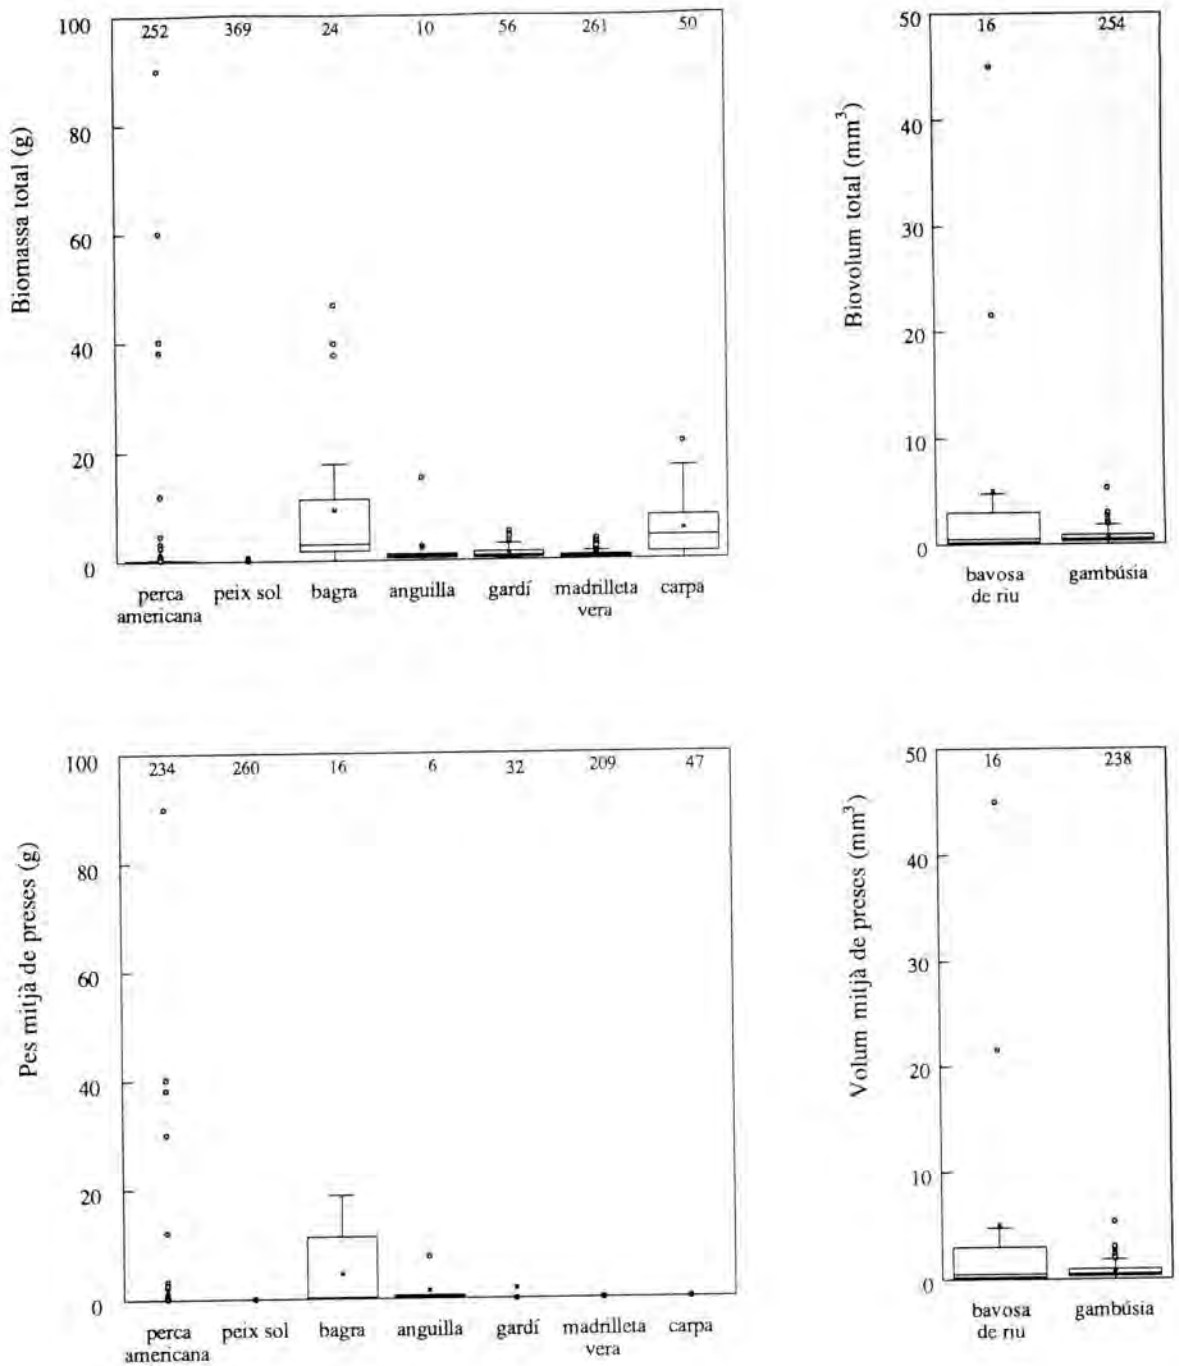 100
252 369 24 10 56 261 50
80
60
40
20
0
Biomassa total (g)
perca americana
peix sol
bagra
anguilla
gardí
madrilleta vera
carpa
50
16 254
40
30
20
10
0
Biovolum total (mm³)
bavosa de riu
gambúsia
100
234 260 16 6 32 209 47
80
60
40
20
0
Pes mitjà de preses (g)
perca americana
peix sol
bagra
anguilla
gardí
madrilleta vera
carpa
50
16 238
40
30
20
10
0
Volum mitjà de preses (mm³)
bavosa de riu
gambúsia